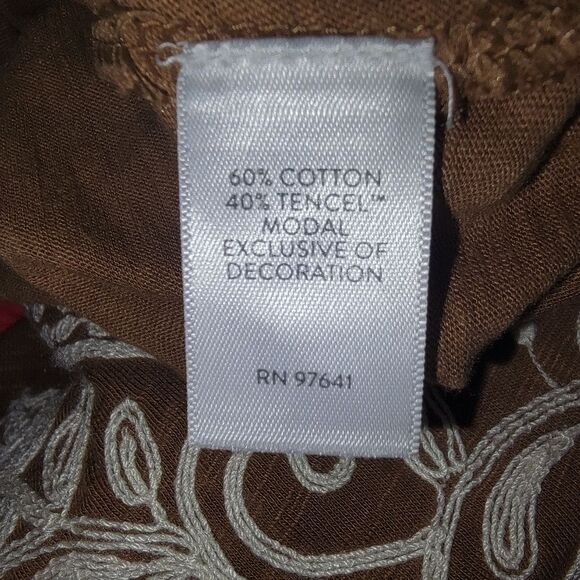 60% COTTON
40% TENCEL™
MODAL
EXCLUSIVE OF
DECORATION
RN 97641